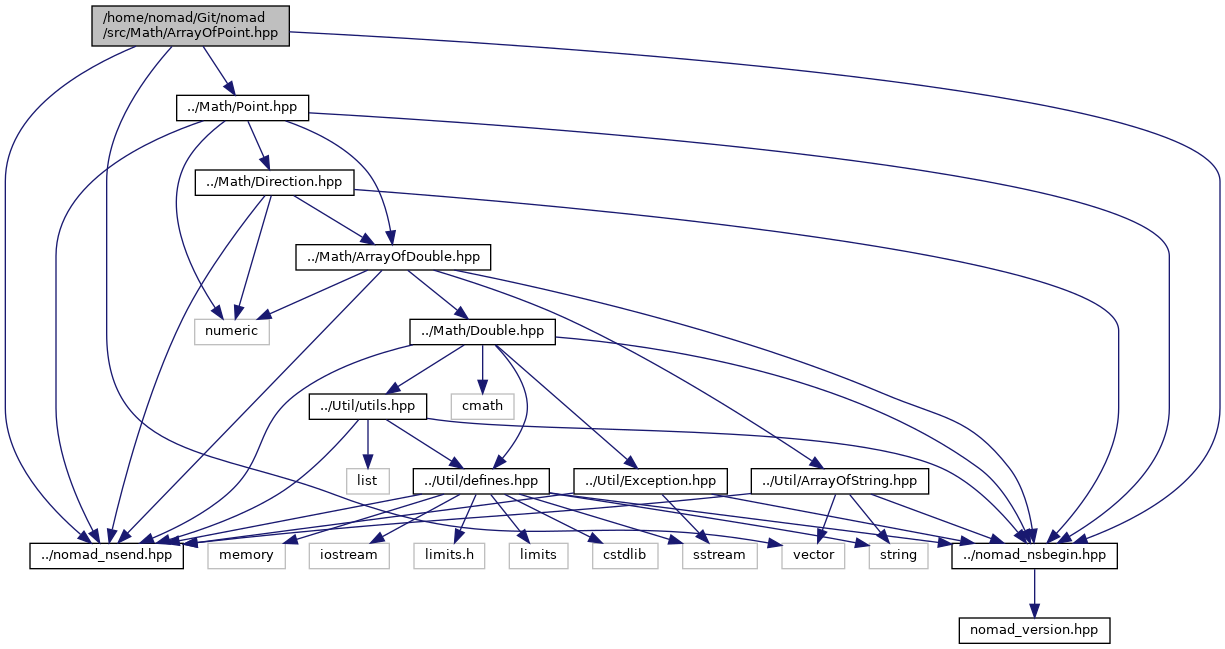 /home/nomad/Git/nomad
/src/Math/ArrayOfPoint.hpp
../Math/Point.hpp
../Math/Direction.hpp
../Math/ArrayOfDouble.hpp
numeric
../Math/Double.hpp
../Util/utils.hpp
cmath
list
../Util/defines.hpp
../Util/Exception.hpp
../Util/ArrayOfString.hpp
../nomad_nsend.hpp
memory
iostream
limits.h
limits
cstdlib
sstream
vector
string
../nomad_nsbegin.hpp
nomad_version.hpp